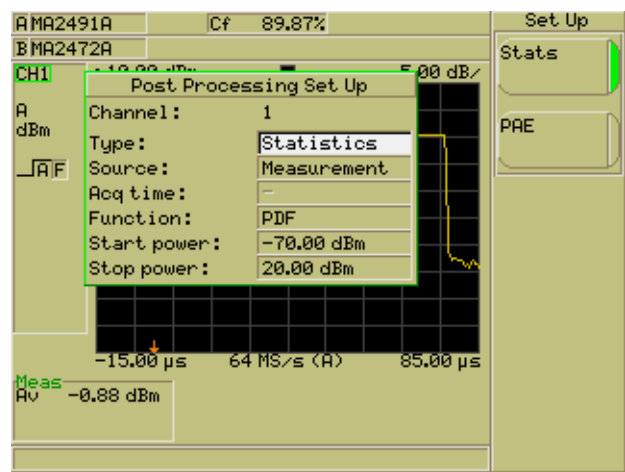 A MA2491A Cf 89.87%
B MA2472A
Set Up
Stats
PAE
CH1
5.00 dB/
A
dBm
A F
Post Processing Set Up
Channel: 1
Type: Statistics
Source: Measurement
Acq time: –
Function: PDF
Start power: -70.00 dBm
Stop power: 20.00 dBm
-15.00 µs 64 MS/s (A) 85.00 µs
Meas
Av -0.88 dBm